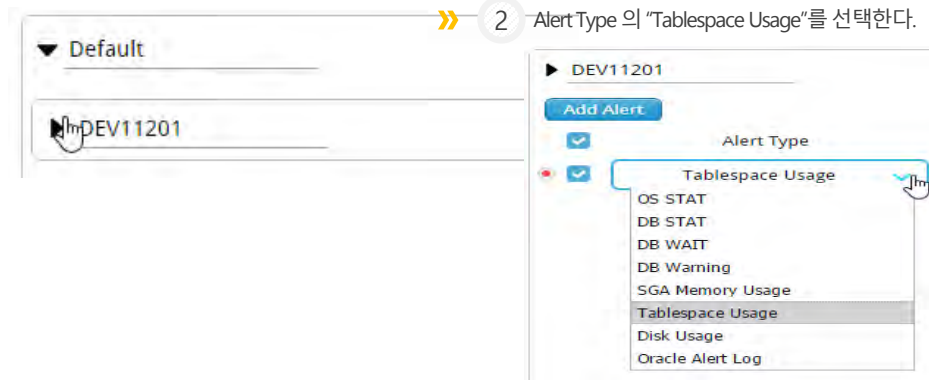 Default
DEV11201
2 Alert Type 의 “Tablespace Usage”를 선택한다.
DEV11201
Add Alert
Alert Type
Tablespace Usage
OS STAT
DB STAT
DB WAIT
DB Warning
SGA Memory Usage
Tablespace Usage
Disk Usage
Oracle Alert Log